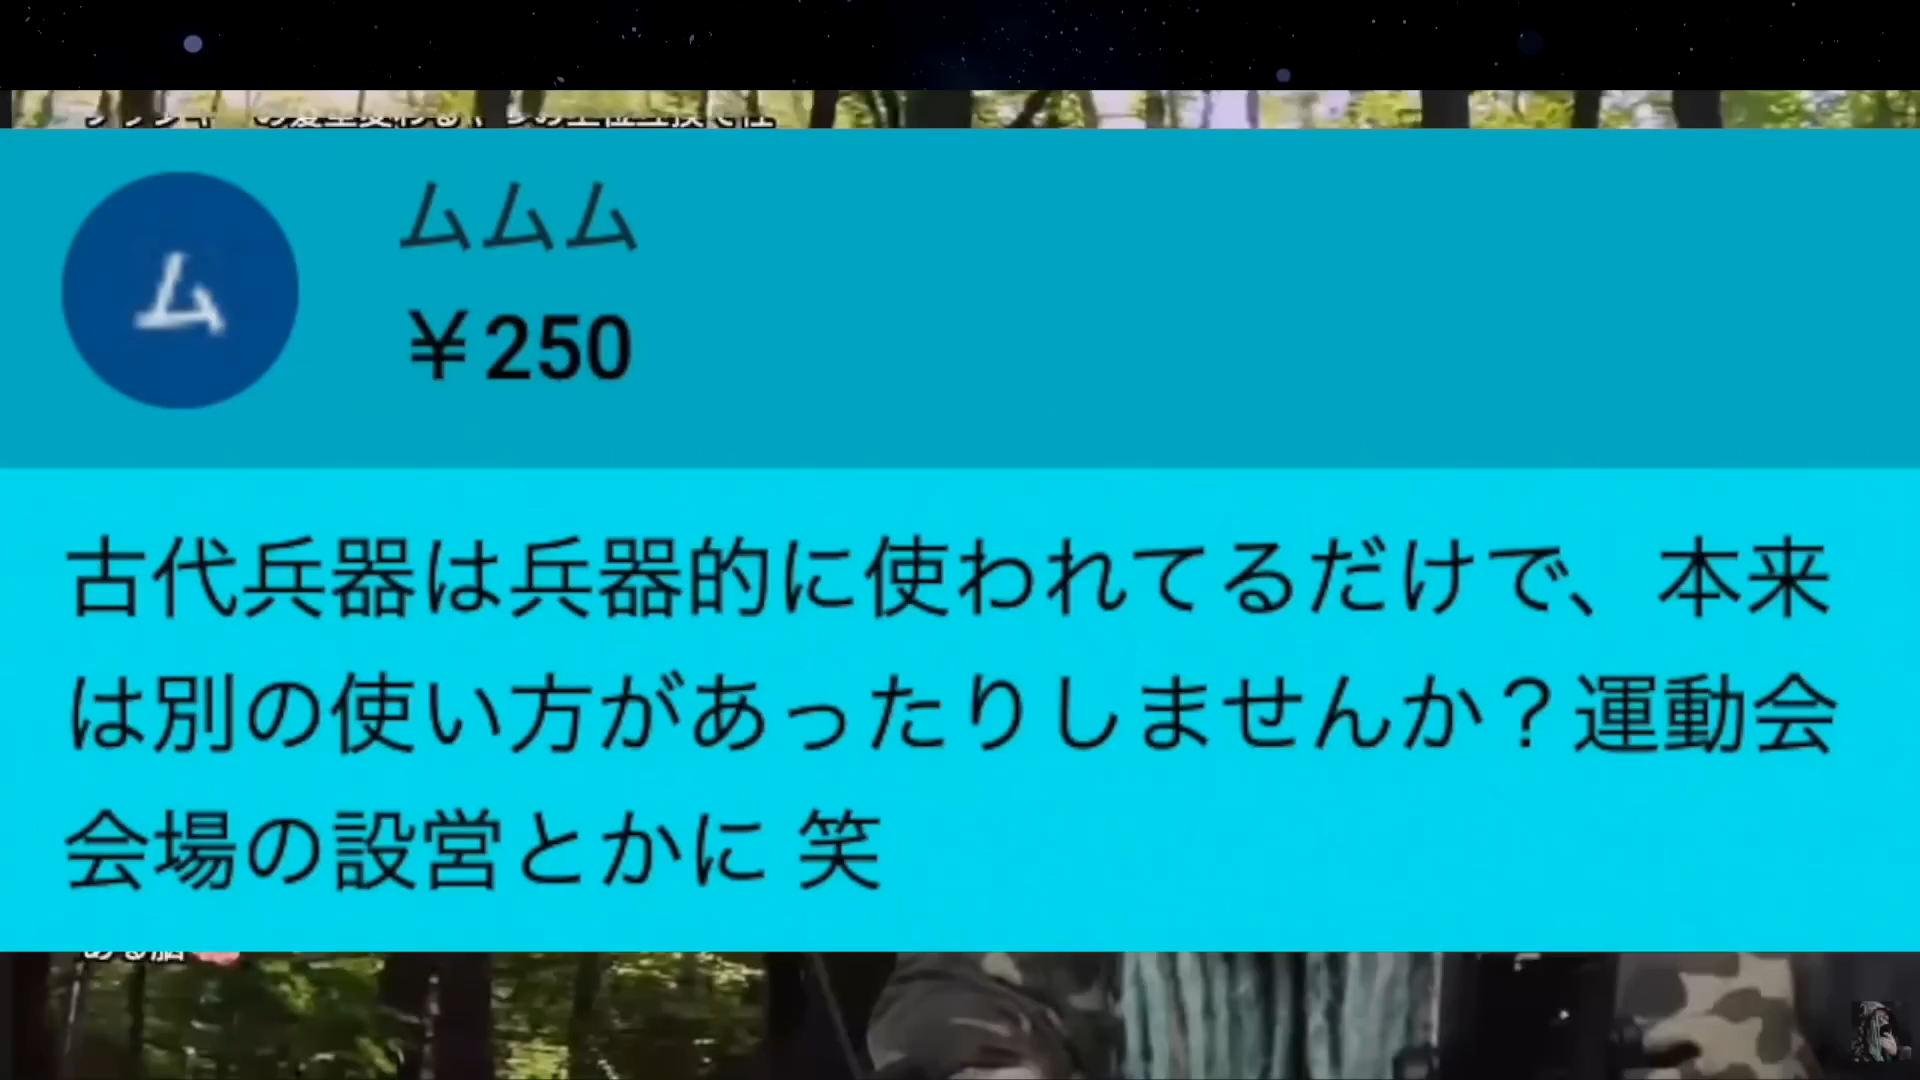 ム
ムムム
￥250
古代兵器は兵器的に使われてるだけで、本来
は別の使い方があったりしませんか？運動会
会場の設営とかに 笑